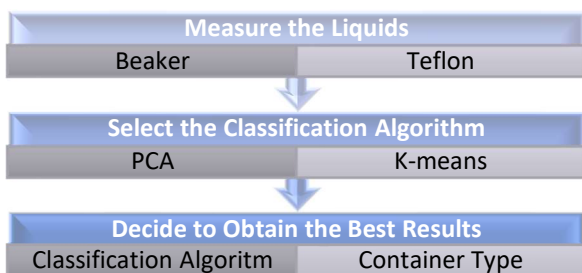 Measure the Liquids
Beaker Teflon
Select the Classification Algorithm
PCA K-means
Decide to Obtain the Best Results
Classification Algoritm Container Type